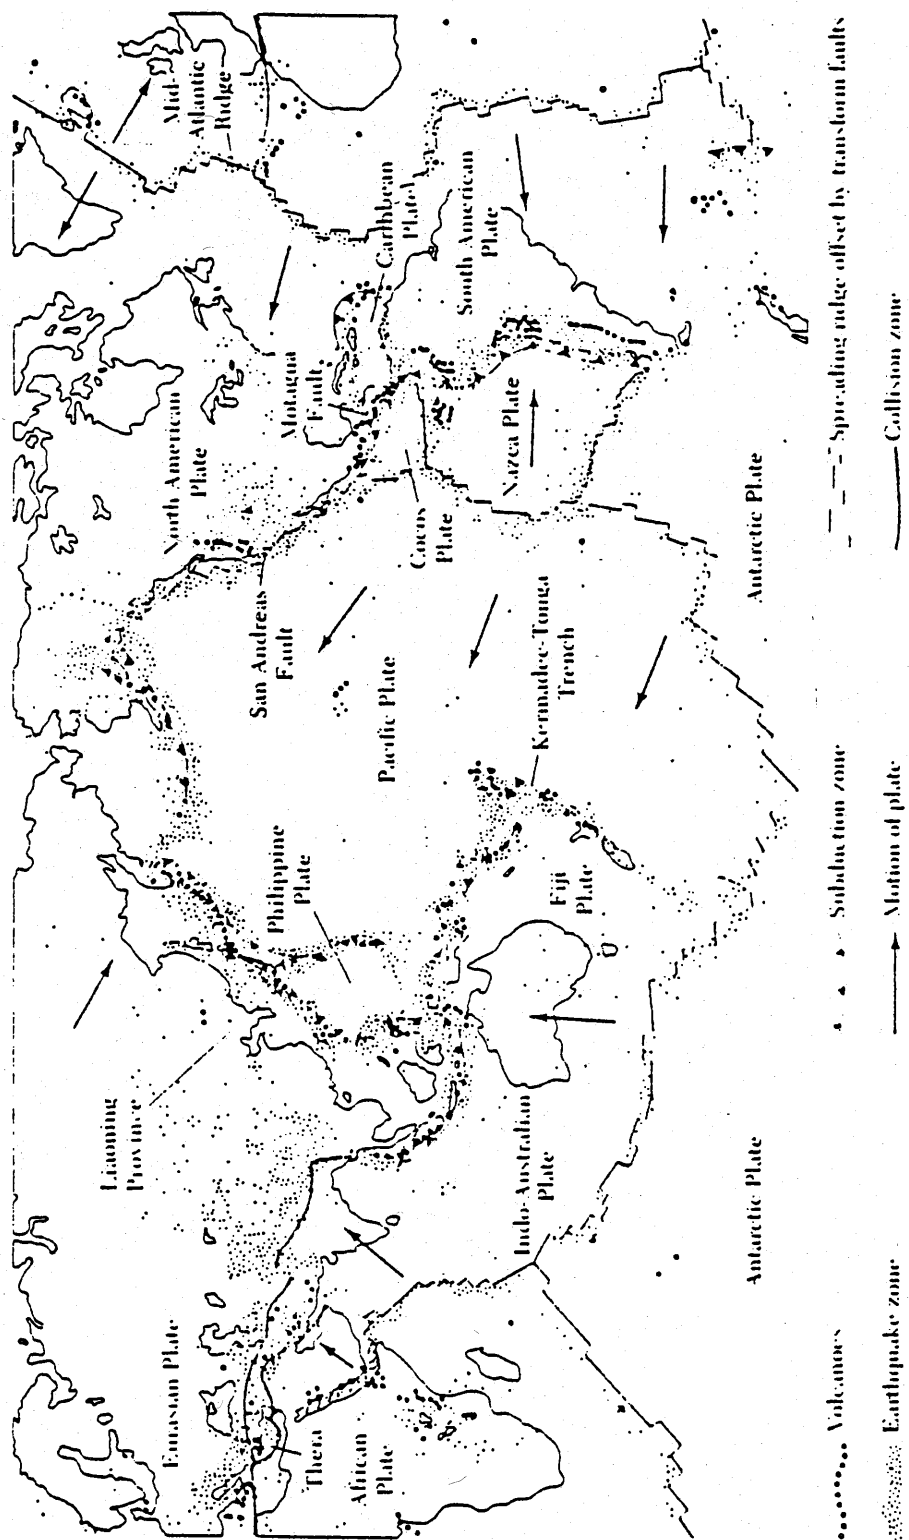 Eurasian Plate
Liaoning
Province
Thera
African
Plate
Indo-Australian
Plate
Antarctic Plate
Philippine
Plate
Fiji
Plate
Kermadec-Tonga
Trench
Pacific Plate
San Andreas
Fault
North American
Plate
Motagua
Fault
Cocos
Plate
Nazca Plate
Antarctic Plate
Caribbean
Plate
South American
Plate
Mid-
Atlantic
Ridge
Volcanoes
Subduction zone
Spreading ridge offset by transform faults
Earthquake zone
Motion of plate
Collision zone